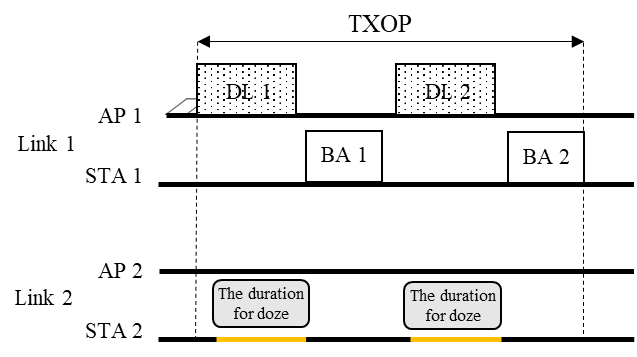 TXOP
DL 1
DL 2
AP 1
Link 1
BA 1
BA 2
STA 1
AP 2
Link 2
The duration
for doze
The duration
for doze
STA 2